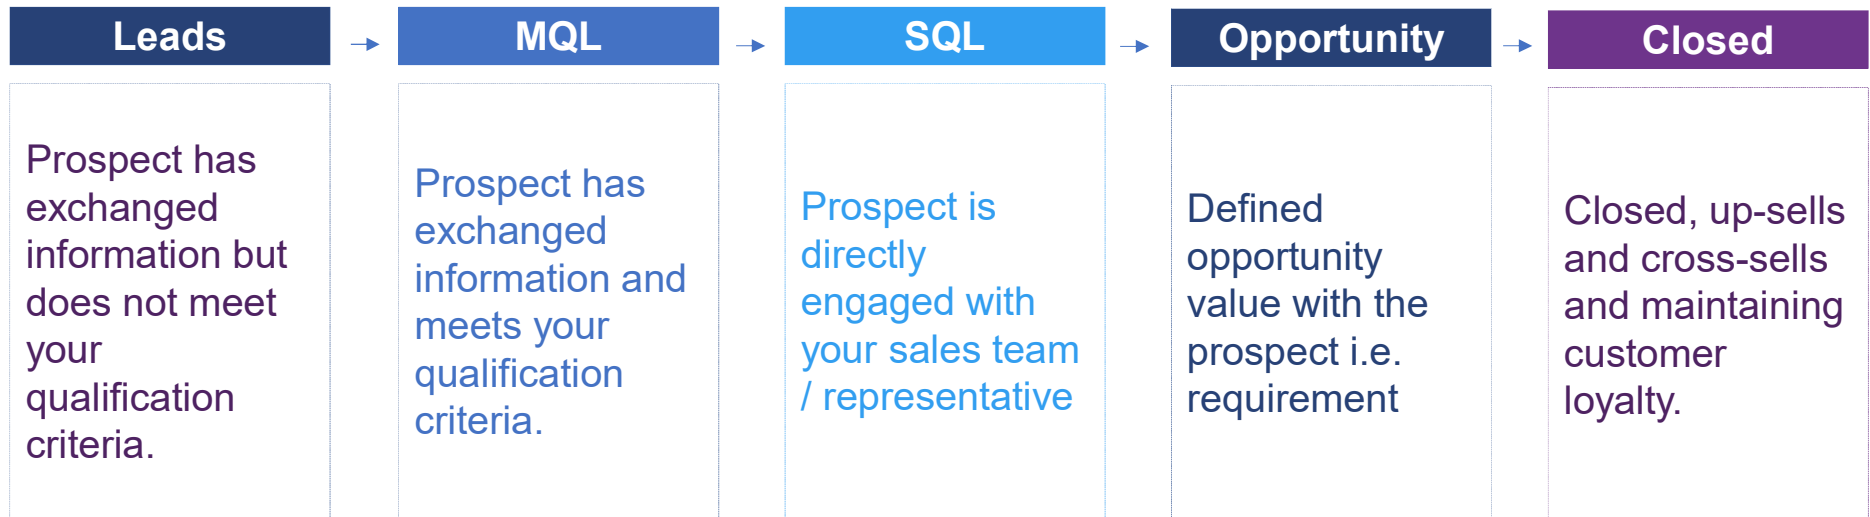 Leads
MQL
SQL
Opportunity
Closed
Prospect has
exchanged
information but
does not meet
your
qualification
criteria.
Prospect has
exchanged
information and
meets your
qualification
criteria.
Prospect is
directly
engaged with
your sales team
/ representative
Defined
opportunity
value with the
prospect i.e.
requirement
Closed, up-sells
and cross-sells
and maintaining
customer
loyalty.